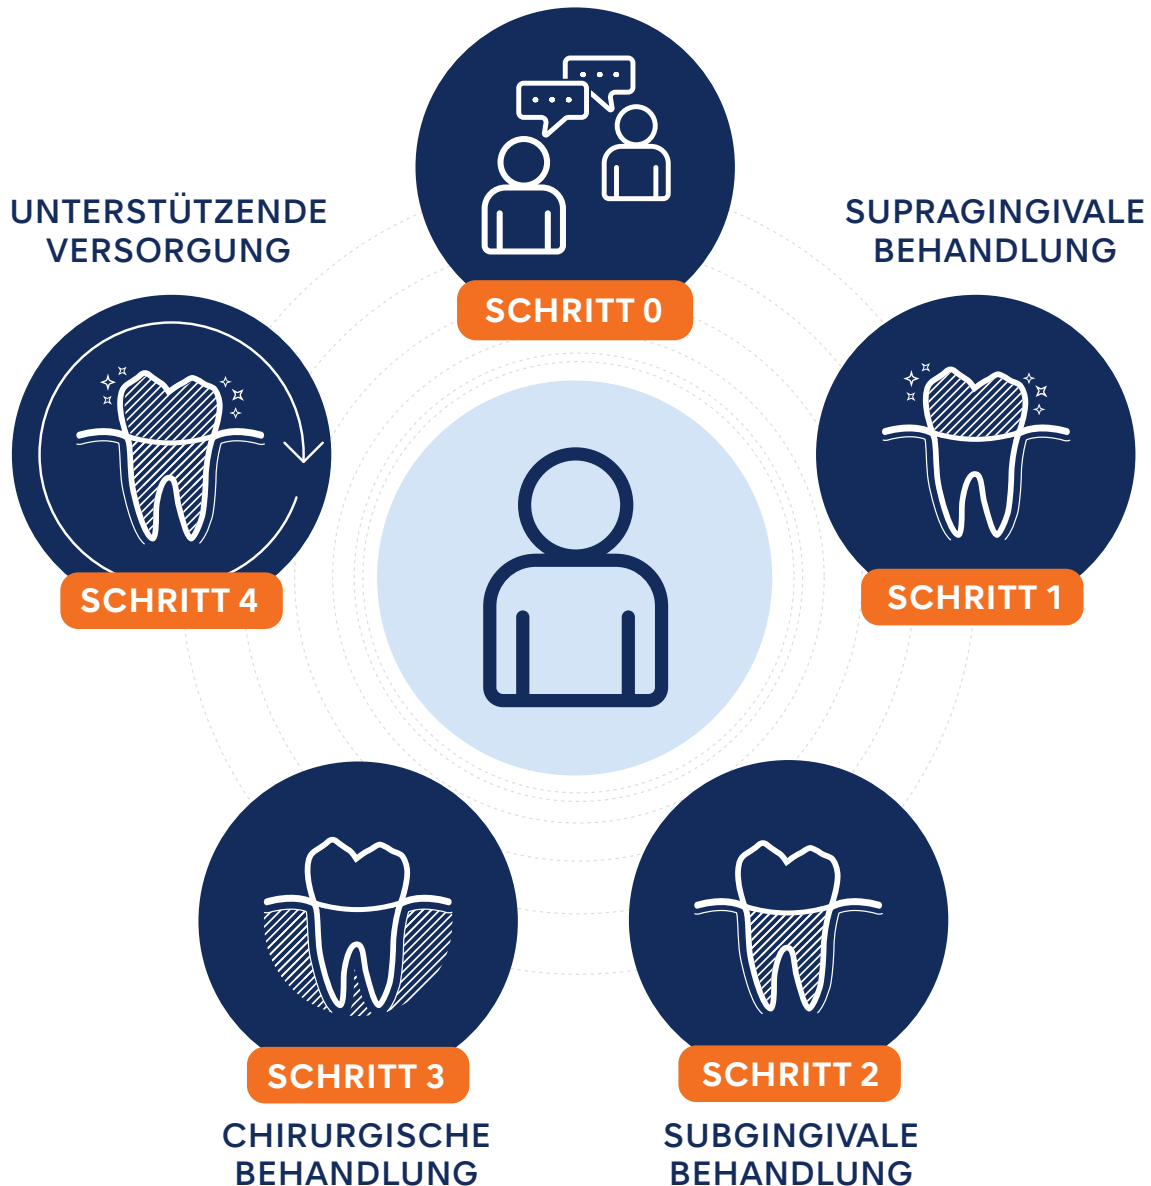 SCHRITT 0
SUPRAGINGIVALE
BEHANDLUNG
SCHRITT 1
SCHRITT 2
SUBGINGIVALE
BEHANDLUNG
SCHRITT 3
CHIRURGISCHE
BEHANDLUNG
UNTERSTÜTZENDE
VERSORGUNG
SCHRITT 4